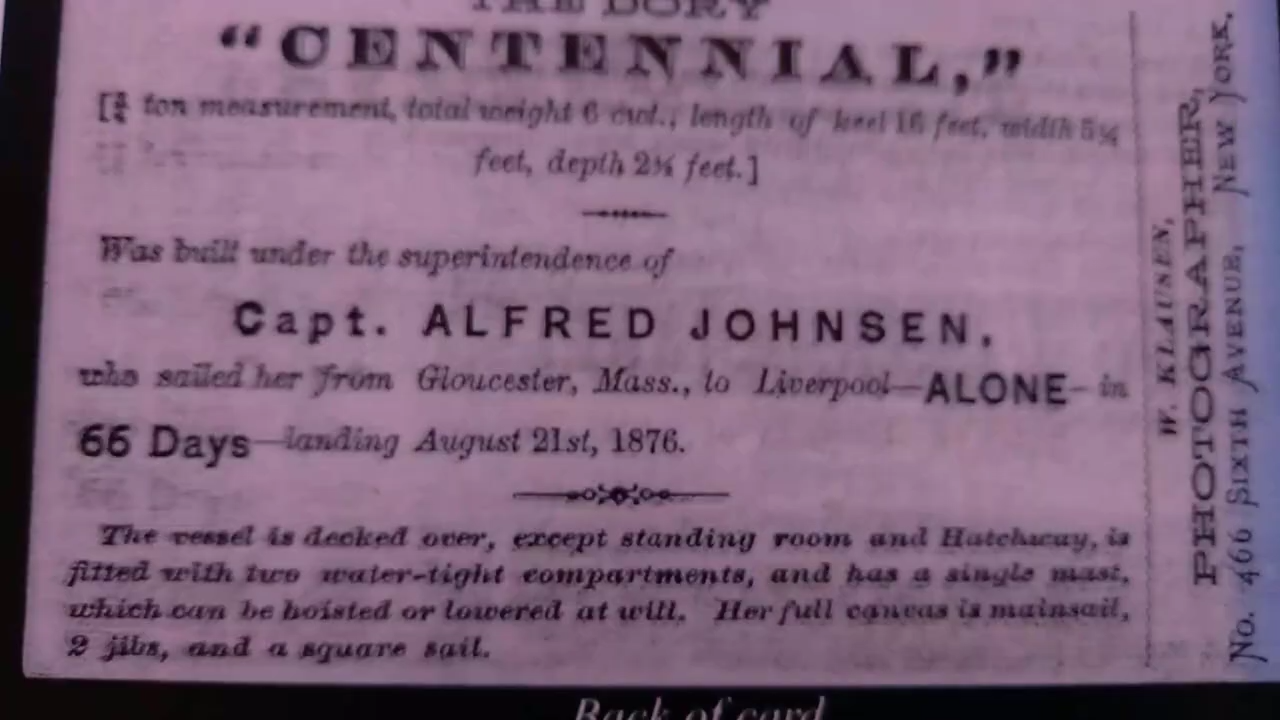 THE DORY
"CENTENNIAL,"
[¾ ton measurement, total weight 6 cwt., length of keel 16 feet, width 5½
feet, depth 2¾ feet.]
Was built under the superintendence of
Capt. ALFRED JOHNSEN,
who sailed her from Gloucester, Mass., to Liverpool—ALONE—in
66 Days—landing August 21st, 1876.
The vessel is decked over, except standing room and Hatchway, is
fitted with two water-tight compartments, and has a single mast,
which can be hoisted or lowered at will. Her full canvas is mainsail,
2 jibs, and a square sail.
W. KLAUSEN,
PHOTOGRAPHER,
No. 466 SIXTH AVENUE, NEW YORK.
Back of card